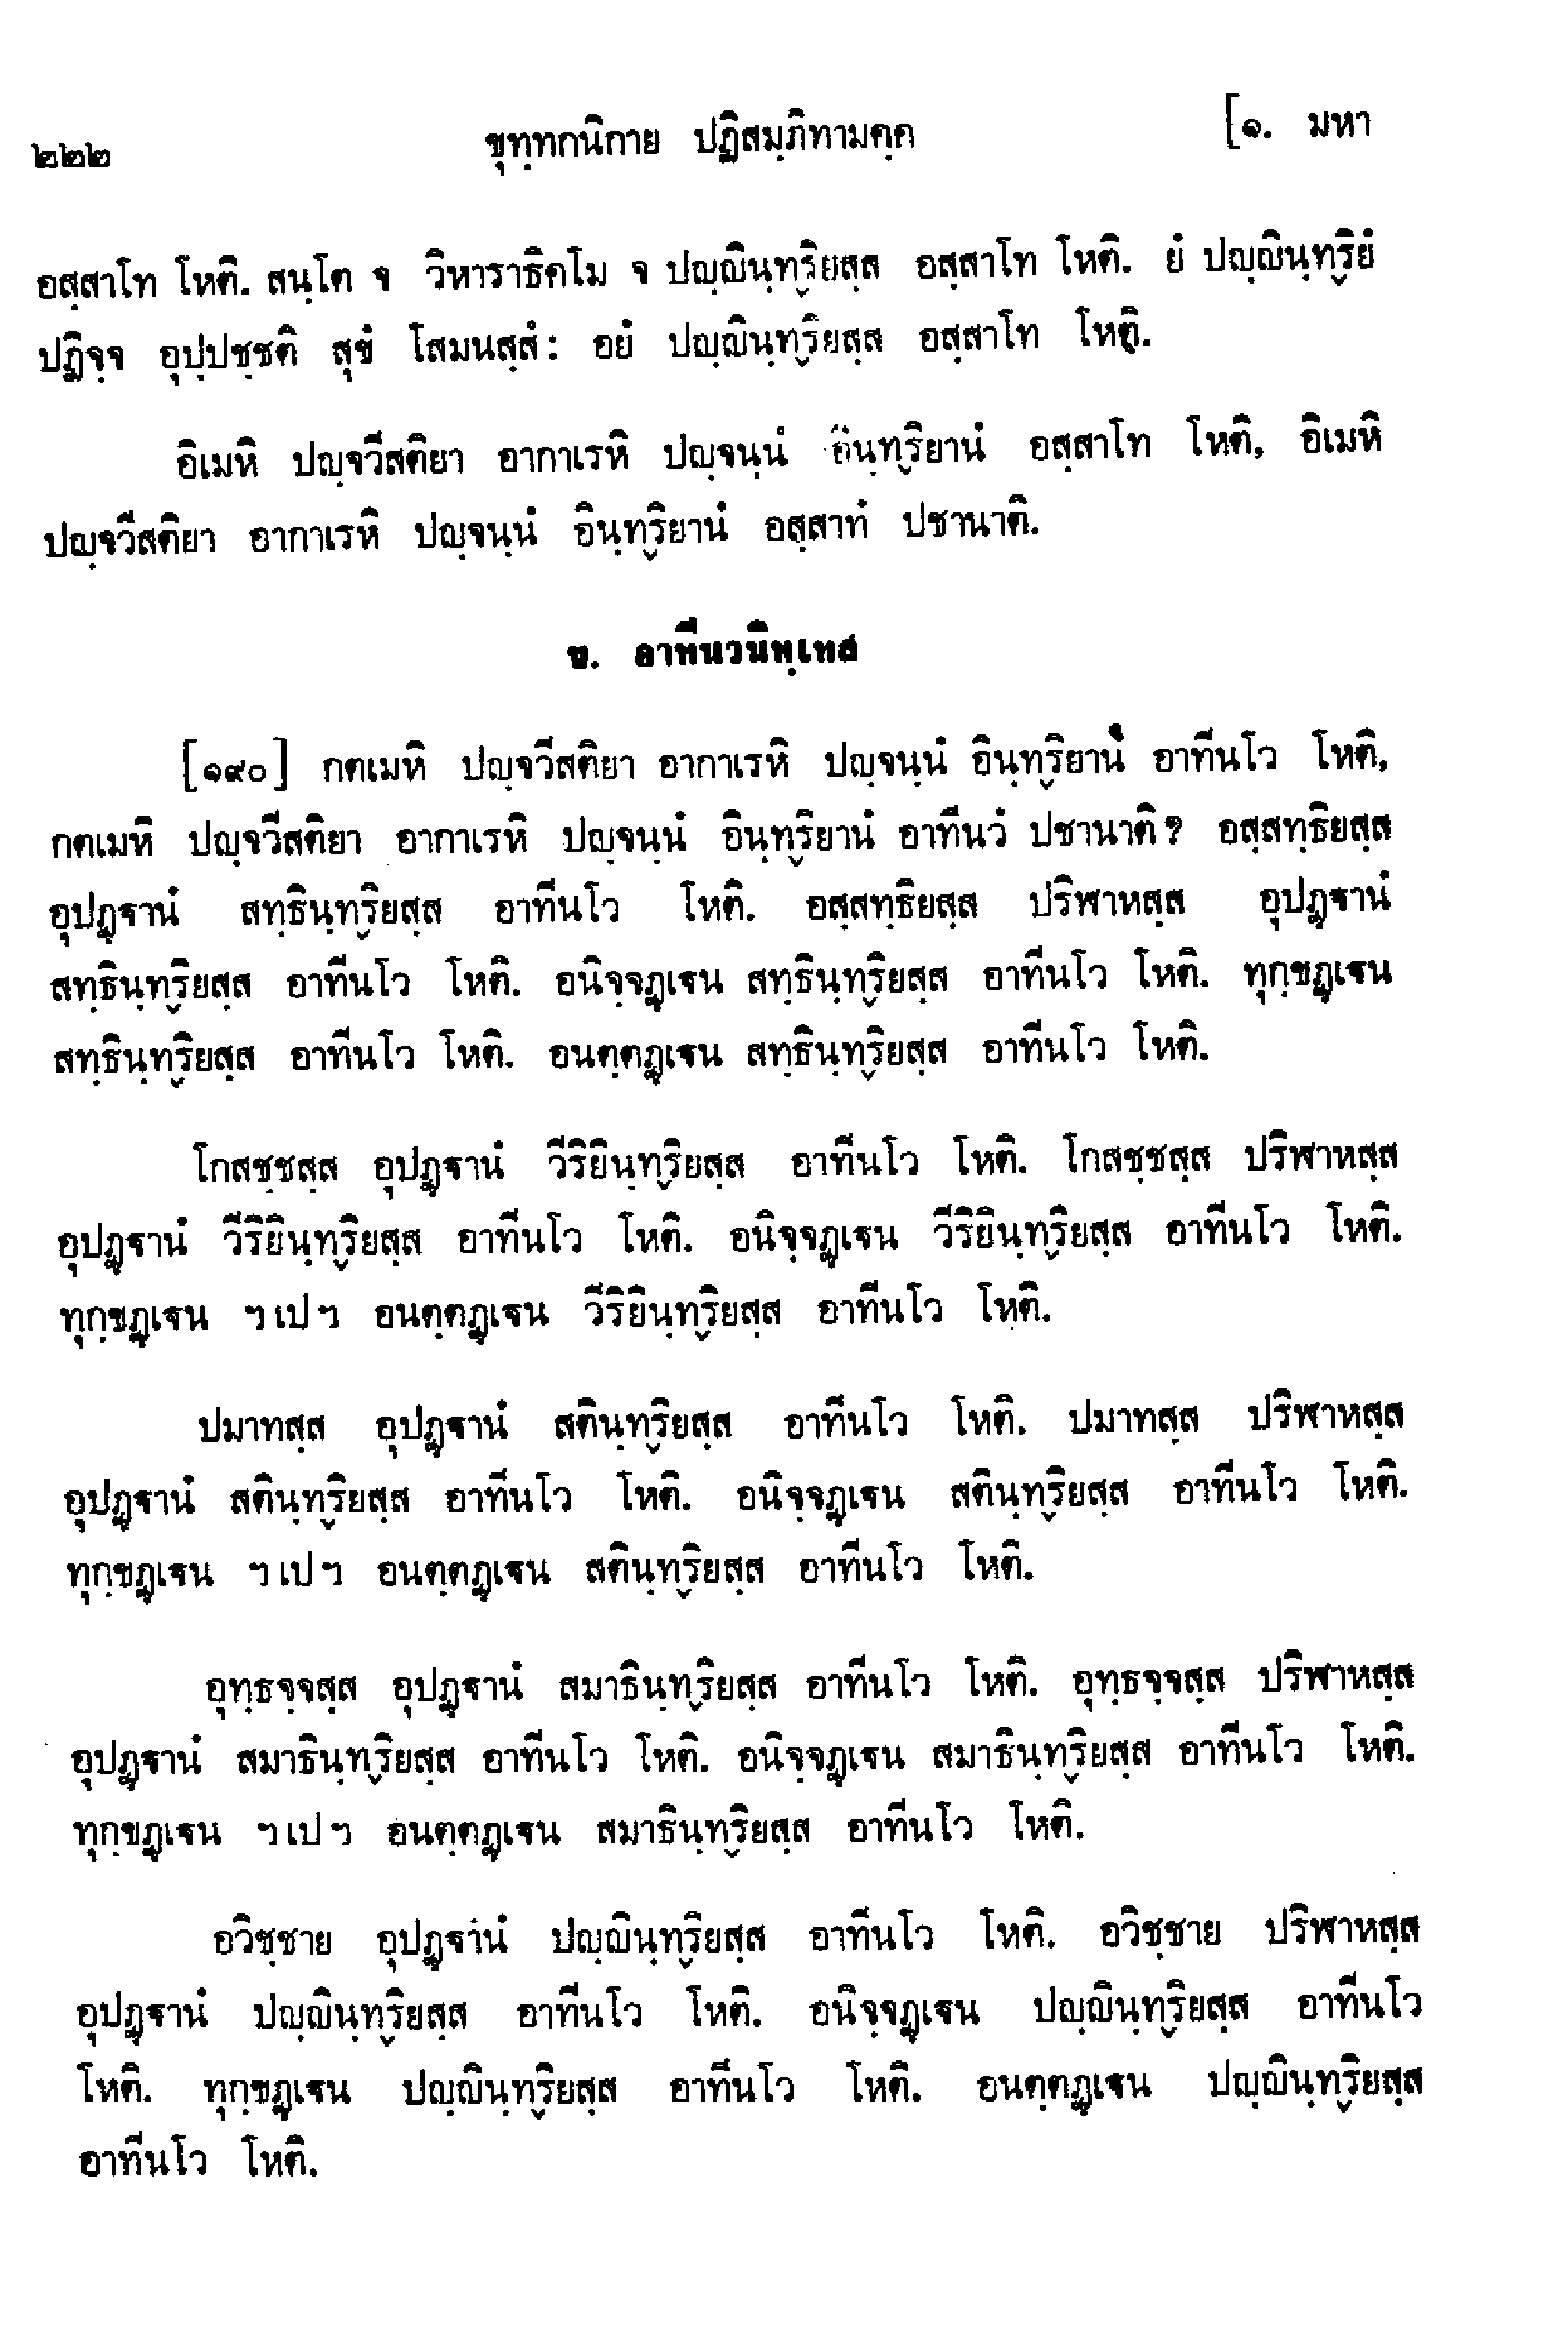 ๒๒๒ ขุทฺทกนิกาย ปฏิสมฺภิทามคฺค [๑. มหา
อสฺสาโท โหติ. สนฺโต จ วิหาราธิคโม จ ปญฺญินฺทฺริยสฺส อสฺสาโท โหติ. ยํ ปญฺญินฺทฺริยํ
ปฏิจฺจ อุปฺปชฺชติ สุขํ โสมนสฺสํ: อยํ ปญฺญินฺทฺริยสฺส อสฺสาโท โหติ.
อิเมหิ ปญฺจวีสติยา อากาเรหิ ปญฺจนฺนํ อินฺทฺริยานํ อสฺสาโท โหติ, อิเมหิ
ปญฺจวีสติยา อากาเรหิ ปญฺจนฺนํ อินฺทฺริยานํ อสฺสาทํ ปชานาติ.
ข. อาทีนวนิทฺเทส
[๑๙๐] กตเมหิ ปญฺจวีสติยา อากาเรหิ ปญฺจนฺนํ อินฺทฺริยานํ อาทีนโว โหติ,
กตเมหิ ปญฺจวีสติยา อากาเรหิ ปญฺจนฺนํ อินฺทฺริยานํ อาทีนวํ ปชานาติ? อสฺสทฺธิยสฺส
อุปฏฺฐานํ สทฺธินฺทฺริยสฺส อาทีนโว โหติ. อสฺสทฺธิยสฺส ปริฬาหสฺส อุปฏฺฐานํ
สทฺธินฺทฺริยสฺส อาทีนโว โหติ. อนิจฺจฏฺเฐน สทฺธินฺทฺริยสฺส อาทีนโว โหติ. ทุกฺขฏฺเฐน
สทฺธินฺทฺริยสฺส อาทีนโว โหติ. อนตฺตฏฺเฐน สทฺธินฺทฺริยสฺส อาทีนโว โหติ.
โกสชฺชสฺส อุปฏฺฐานํ วีริยินฺทฺริยสฺส อาทีนโว โหติ. โกสชฺชสฺส ปริฬาหสฺส
อุปฏฺฐานํ วีริยินฺทฺริยสฺส อาทีนโว โหติ. อนิจฺจฏฺเฐน วีริยินฺทฺริยสฺส อาทีนโว โหติ.
ทุกฺขฏฺเฐน ฯเปฯ อนตฺตฏฺเฐน วีริยินฺทฺริยสฺส อาทีนโว โหติ.
ปมาทสฺส อุปฏฺฐานํ สตินฺทฺริยสฺส อาทีนโว โหติ. ปมาทสฺส ปริฬาหสฺส
อุปฏฺฐานํ สตินฺทฺริยสฺส อาทีนโว โหติ. อนิจฺจฏฺเฐน สตินฺทฺริยสฺส อาทีนโว โหติ.
ทุกฺขฏฺเฐน ฯเปฯ อนตฺตฏฺเฐน สตินฺทฺริยสฺส อาทีนโว โหติ.
อุทฺธจฺจสฺส อุปฏฺฐานํ สมาธินฺทฺริยสฺส อาทีนโว โหติ. อุทฺธจฺจสฺส ปริฬาหสฺส
อุปฏฺฐานํ สมาธินฺทฺริยสฺส อาทีนโว โหติ. อนิจฺจฏฺเฐน สมาธินฺทฺริยสฺส อาทีนโว โหติ.
ทุกฺขฏฺเฐน ฯเปฯ อนตฺตฏฺเฐน สมาธินฺทฺริยสฺส อาทีนโว โหติ.
อวิชฺชาย อุปฏฺฐานํ ปญฺญินฺทฺริยสฺส อาทีนโว โหติ. อวิชฺชาย ปริฬาหสฺส
อุปฏฺฐานํ ปญฺญินฺทฺริยสฺส อาทีนโว โหติ. อนิจฺจฏฺเฐน ปญฺญินฺทฺริยสฺส อาทีนโว
โหติ. ทุกฺขฏฺเฐน ปญฺญินฺทฺริยสฺส อาทีนโว โหติ. อนตฺตฏฺเฐน ปญฺญินฺทฺริยสฺส
อาทีนโว โหติ.